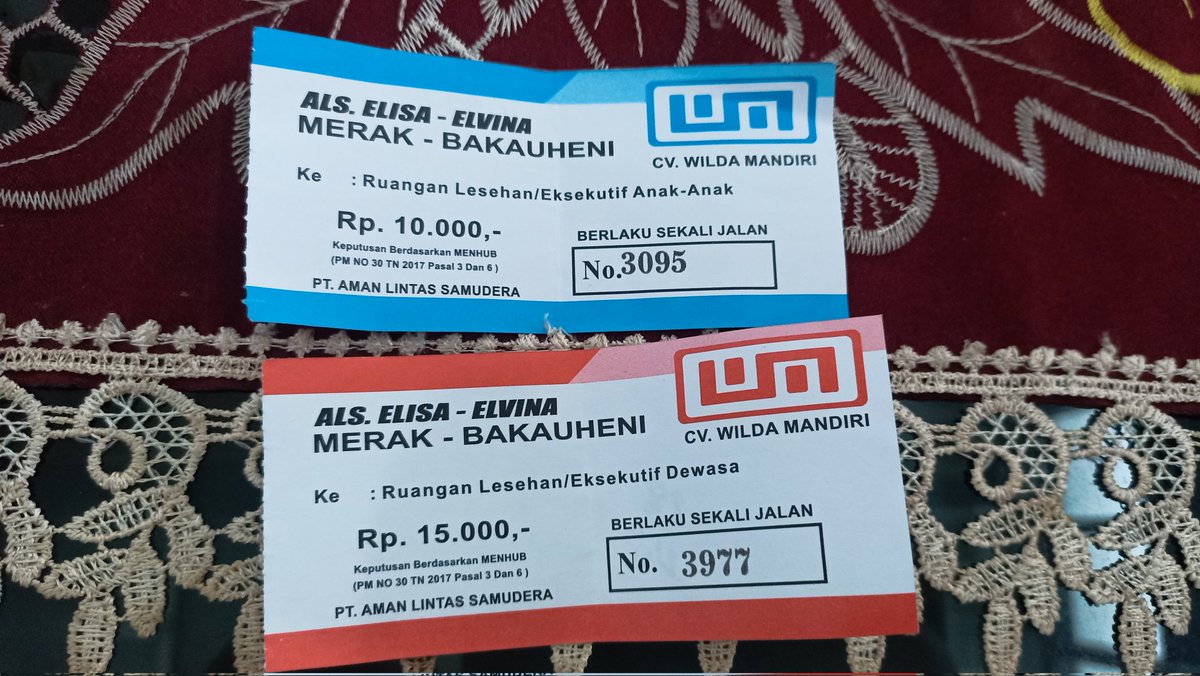 ALS. ELISA - ELVINA
MERAK - BAKAUHENI
CV. WILDA MANDIRI
Ke : Ruangan Lesehan/Eksekutif Anak-Anak
Rp. 10.000,-
Keputusan Berdasarkan MENHUB
(PM NO 30 TN 2017 Pasal 3 Dan 6 )
PT. AMAN LINTAS SAMUDERA
BERLAKU SEKALI JALAN
No.3095
ALS. ELISA - ELVINA
MERAK - BAKAUHENI
CV. WILDA MANDIRI
Ke : Ruangan Lesehan/Eksekutif Dewasa
Rp. 15.000,-
Keputusan Berdasarkan MENHUB
(PM NO 30 TN 2017 Pasal 3 Dan 6 )
PT. AMAN LINTAS SAMUDERA
BERLAKU SEKALI JALAN
No. 3977